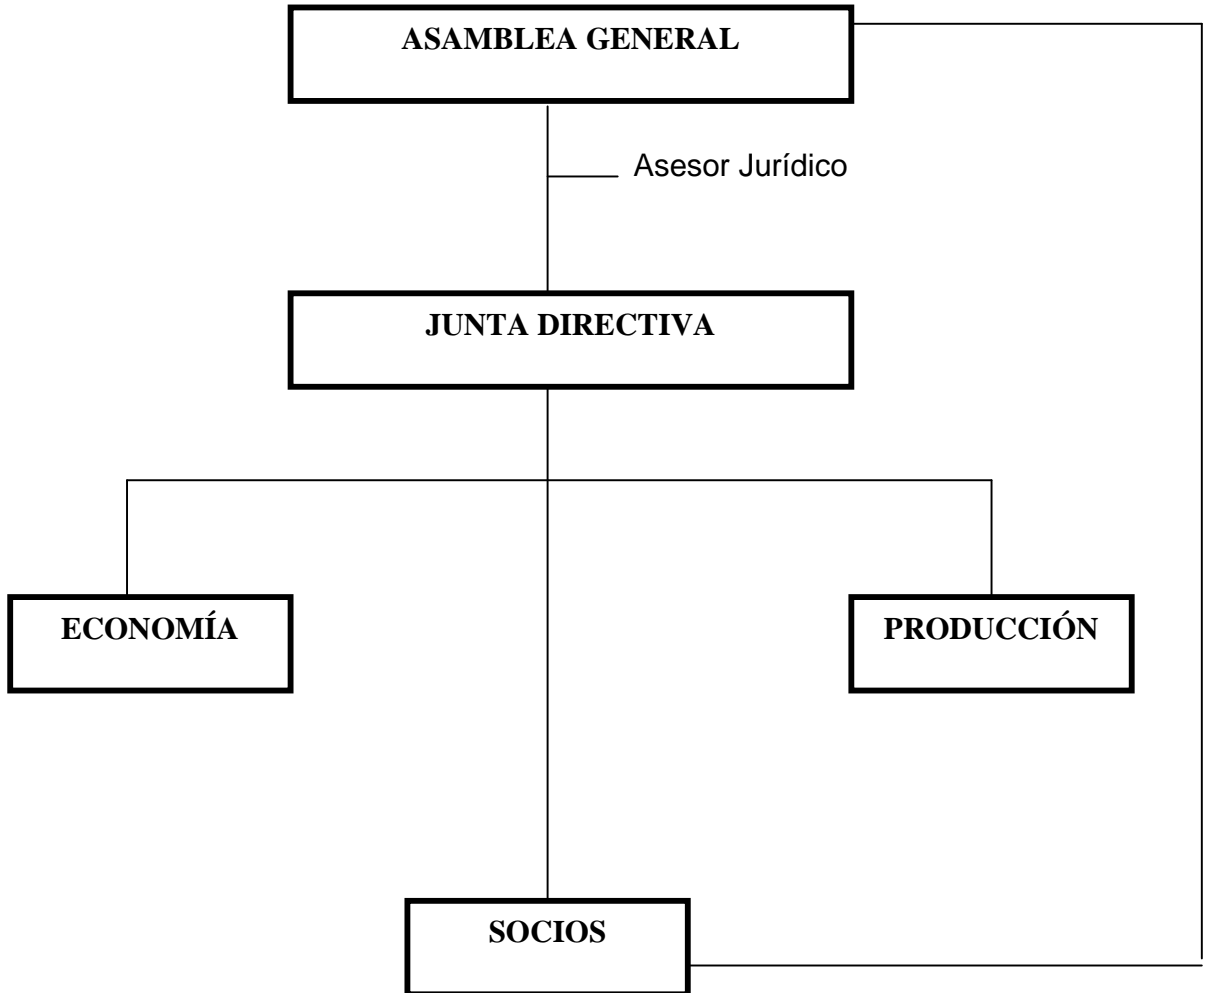 ASAMBLEA GENERAL
Asesor Jurídico
JUNTA DIRECTIVA
ECONOMÍA
PRODUCCIÓN
SOCIOS